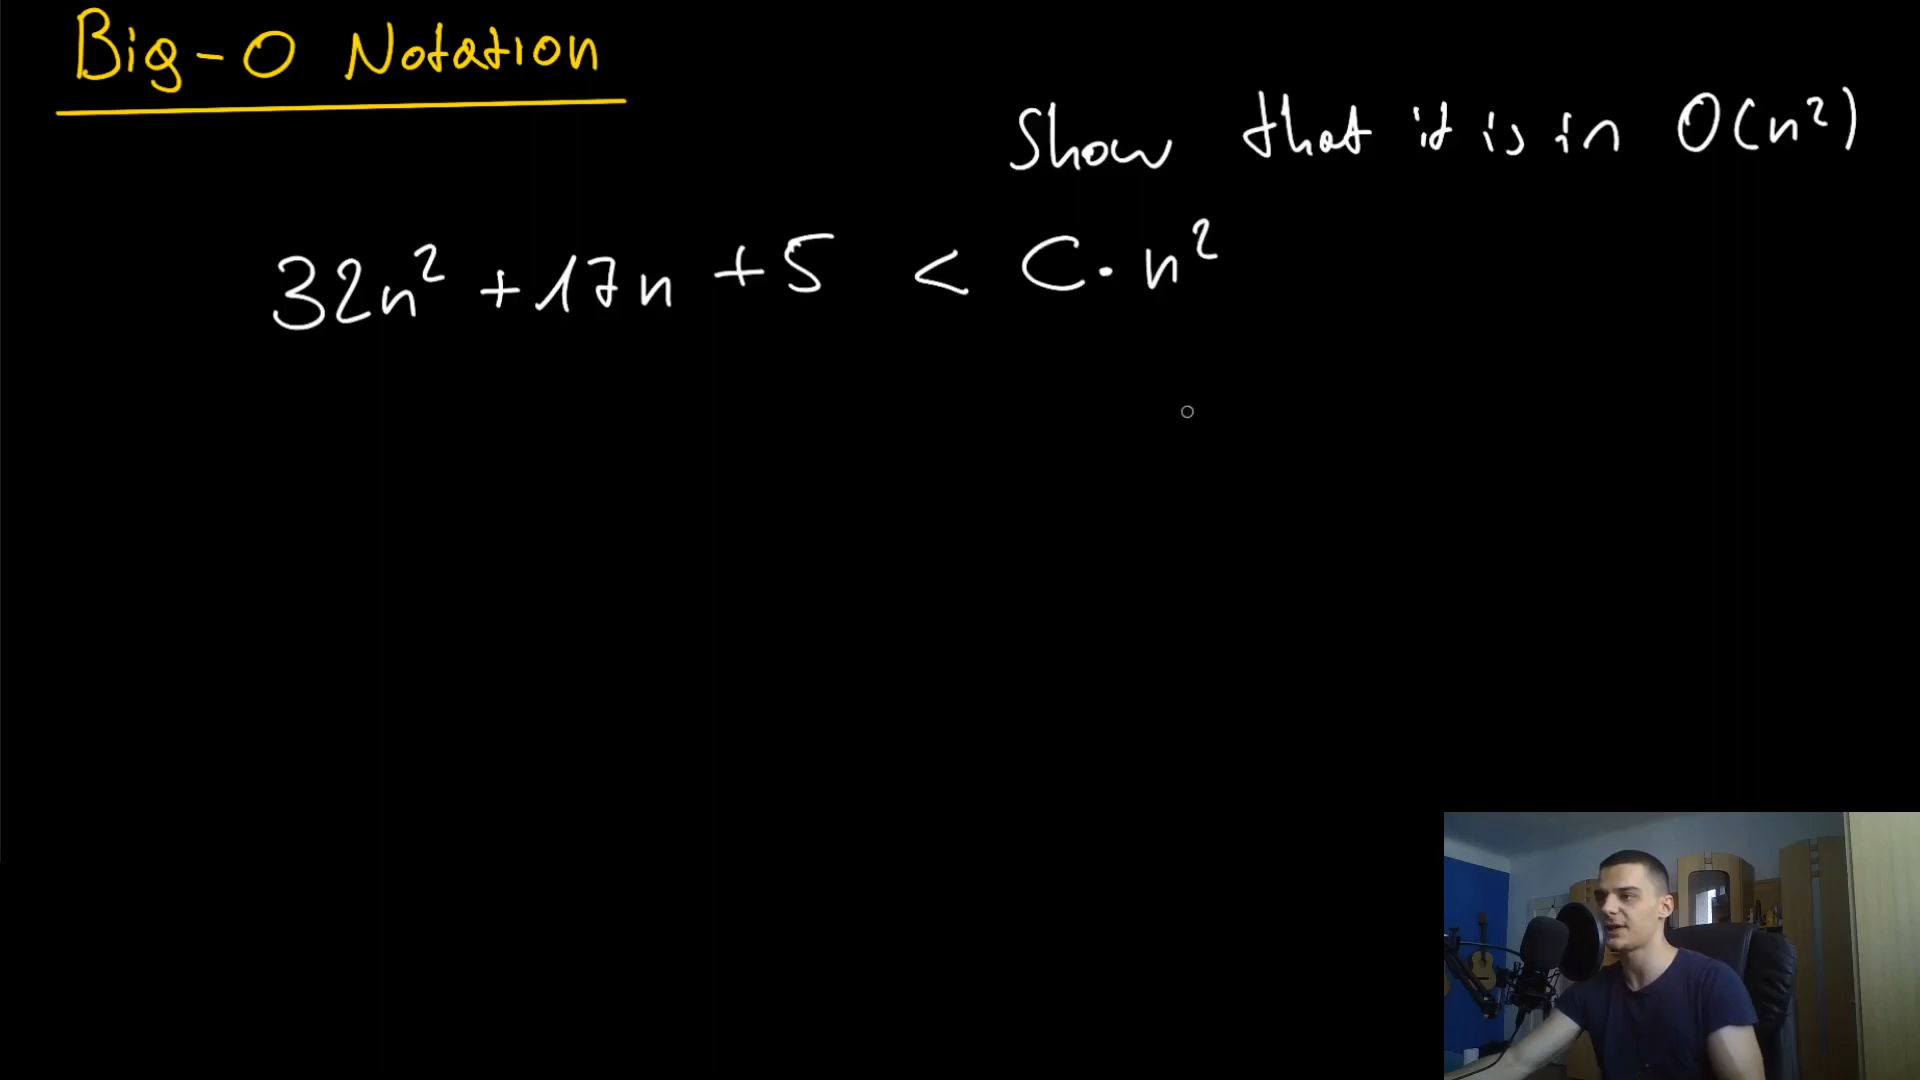 Big-O Notation
Show that it is in O(n²)
32n² + 17n + 5 < C · n²